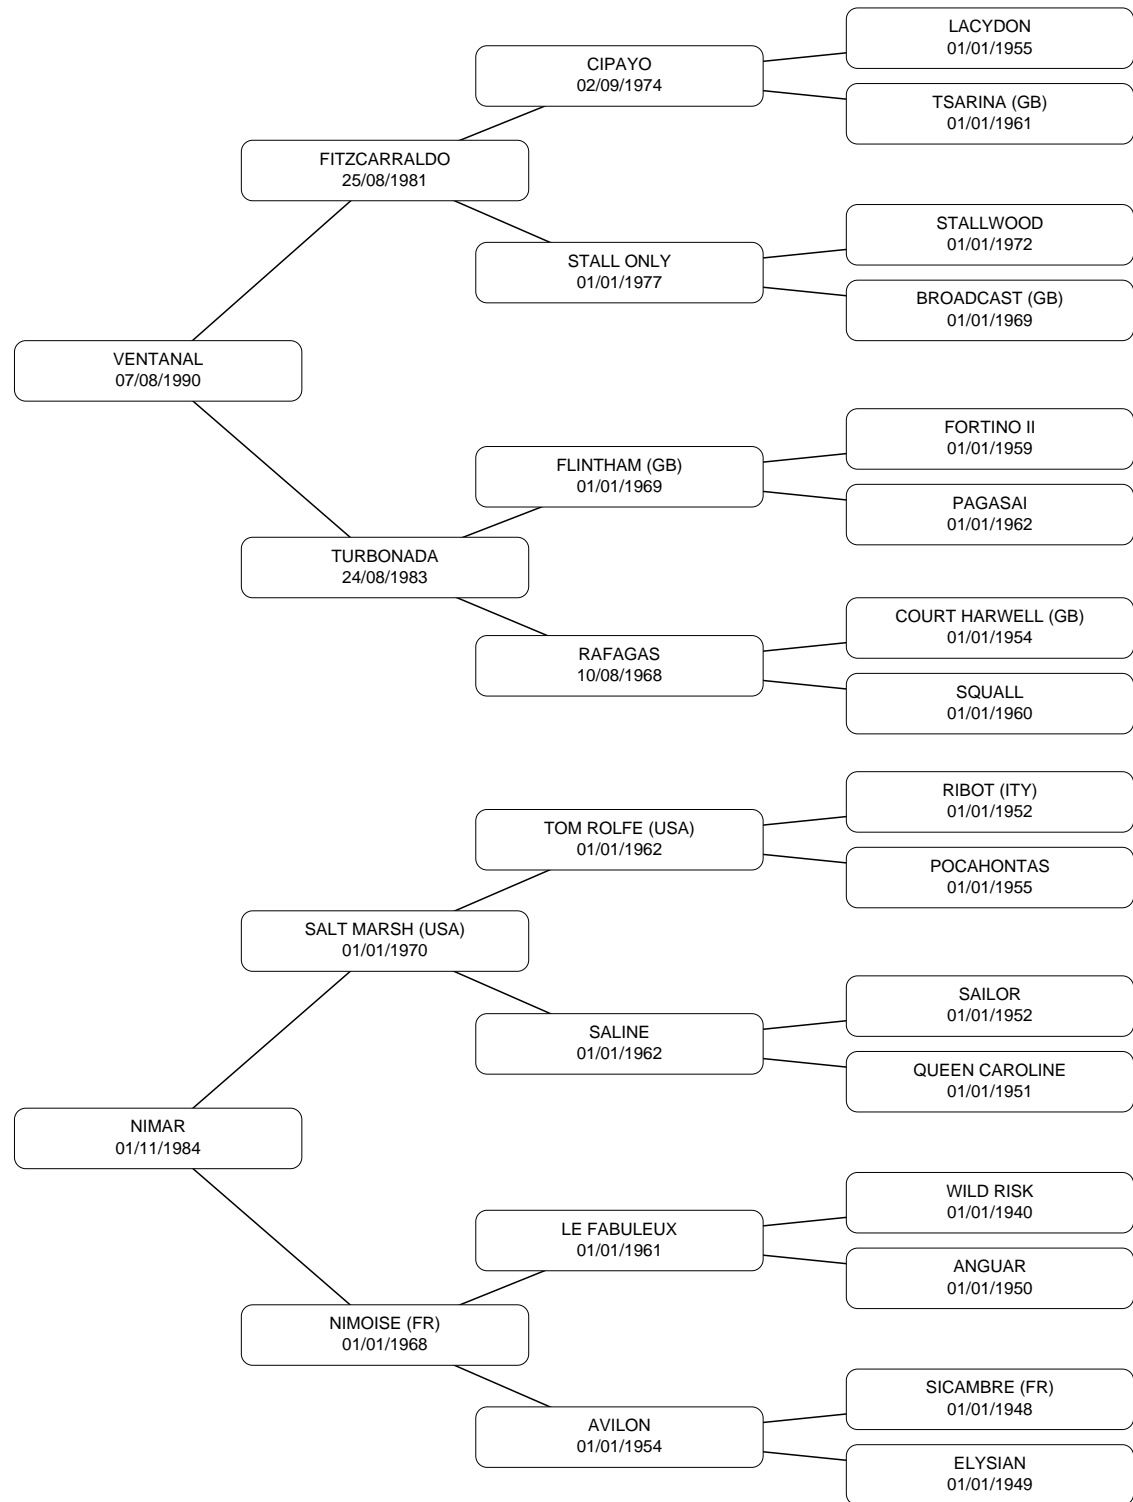 LACYDON
01/01/1955
CIPAYO
02/09/1974
TSARINA (GB)
01/01/1961
FITZCARRALDO
25/08/1981
STALLWOOD
01/01/1972
STALL ONLY
01/01/1977
BROADCAST (GB)
01/01/1969
VENTANAL
07/08/1990
FORTINO II
01/01/1959
FLINTHAM (GB)
01/01/1969
PAGASAI
01/01/1962
TURBONADA
24/08/1983
COURT HARWELL (GB)
01/01/1954
RAFAGAS
10/08/1968
SQUALL
01/01/1960
RIBOT (ITY)
01/01/1952
TOM ROLFE (USA)
01/01/1962
POCAHONTAS
01/01/1955
SALT MARSH (USA)
01/01/1970
SAILOR
01/01/1952
SALINE
01/01/1962
QUEEN CAROLINE
01/01/1951
NIMAR
01/11/1984
WILD RISK
01/01/1940
LE FABULEUX
01/01/1961
ANGUAR
01/01/1950
NIMOISE (FR)
01/01/1968
SICAMBRE (FR)
01/01/1948
AVILON
01/01/1954
ELYSIAN
01/01/1949